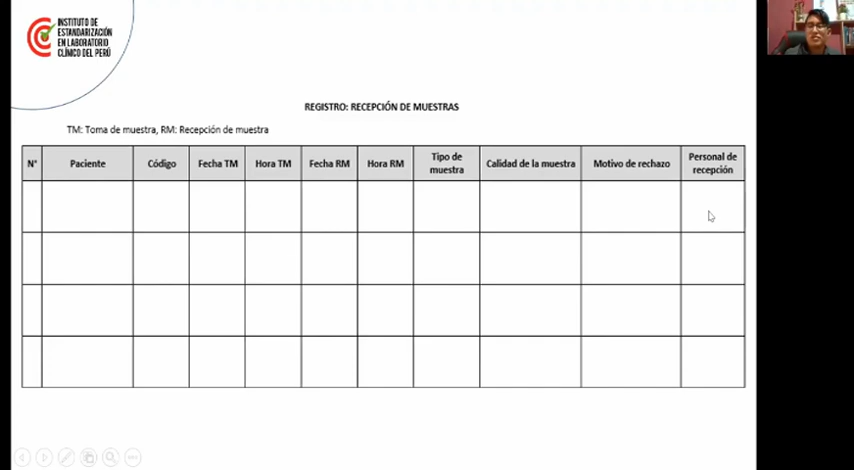 INSTITUTO DE
ESTANDARIZACIÓN
EN LABORATORIO
CLÍNICO DEL PERÚ
REGISTRO: RECEPCIÓN DE MUESTRAS
TM: Toma de muestra, RM: Recepción de muestra
N° Paciente Código Fecha TM Hora TM Fecha RM Hora RM Tipo de muestra Calidad de la muestra Motivo de rechazo Personal de recepción